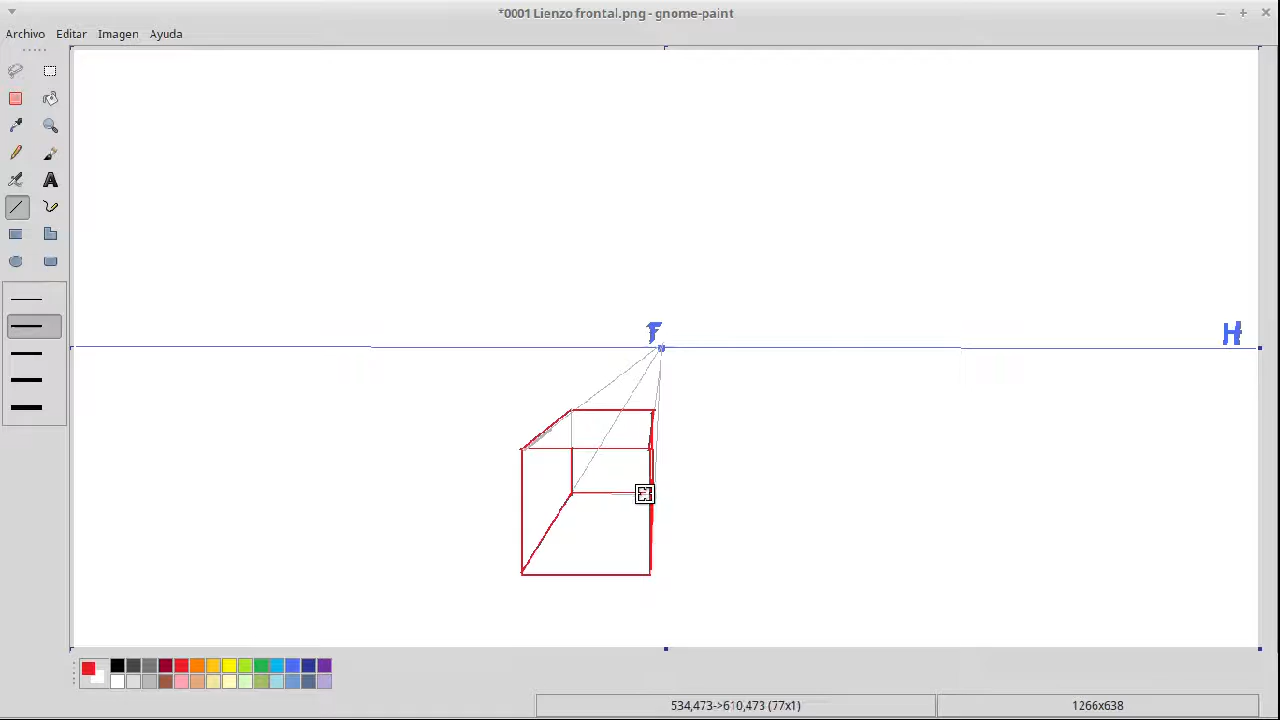 *0001 Lienzo frontal.png - gnome-paint
Archivo Editar Imagen Ayuda
A
F
H
534,473->610,473 (77x1) 1266x638